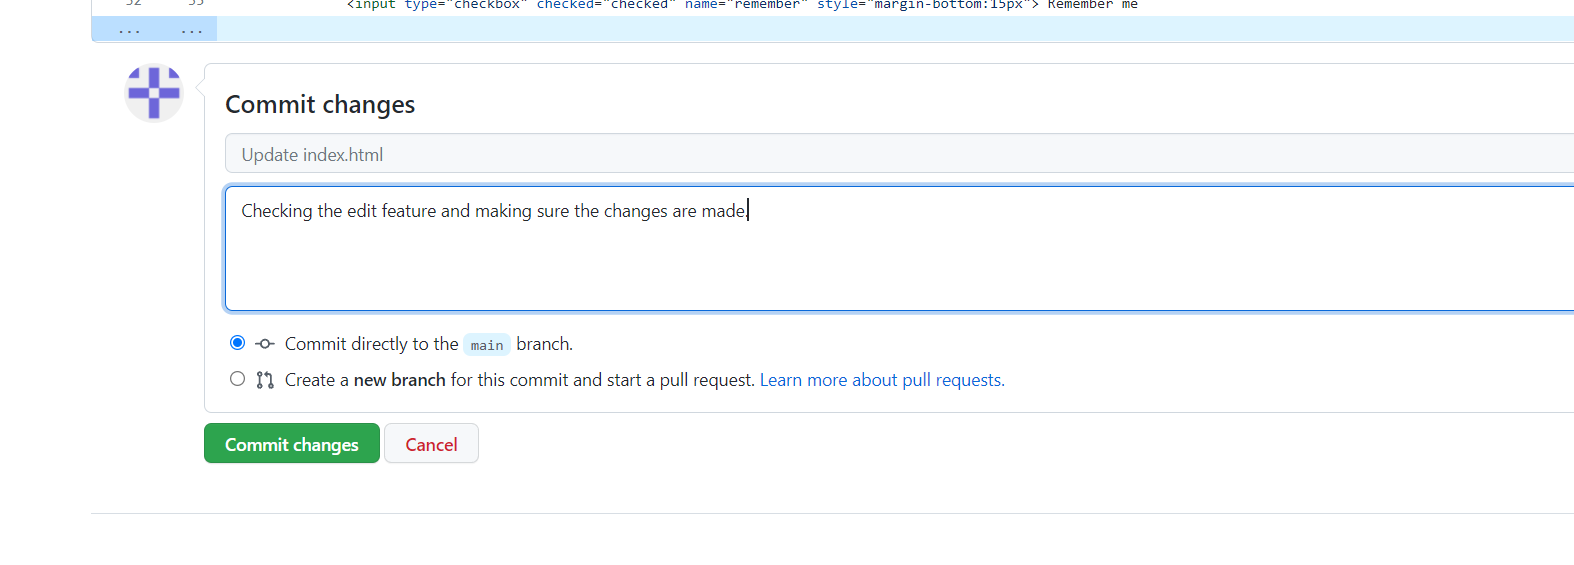 <input type="checkbox" checked="checked" name="remember" style="margin-bottom:15px"> Remember me
... ...
Commit changes
Update index.html
Checking the edit feature and making sure the changes are made.
Commit directly to the main branch.
Create a new branch for this commit and start a pull request. Learn more about pull requests.
Commit changes Cancel